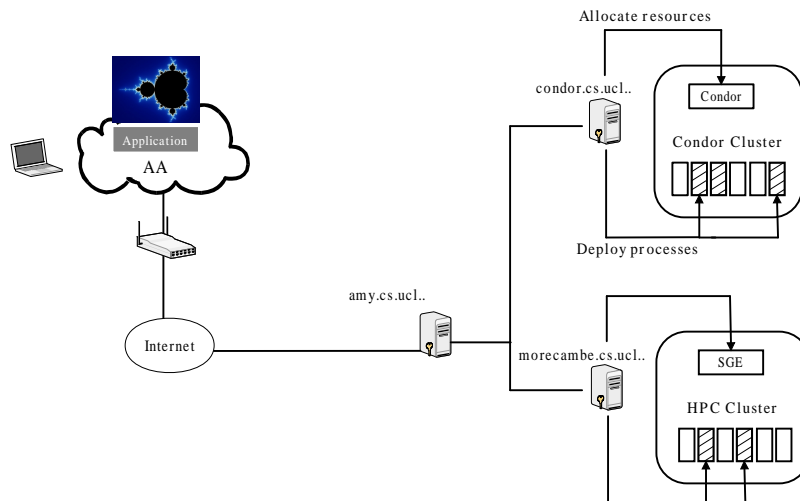 Allocate resources
condor.cs.ucl..
Condor
Condor Cluster
Application
AA
Deploy processes
amy.cs.ucl..
Internet
morecambe.cs.ucl..
SGE
HPC Cluster